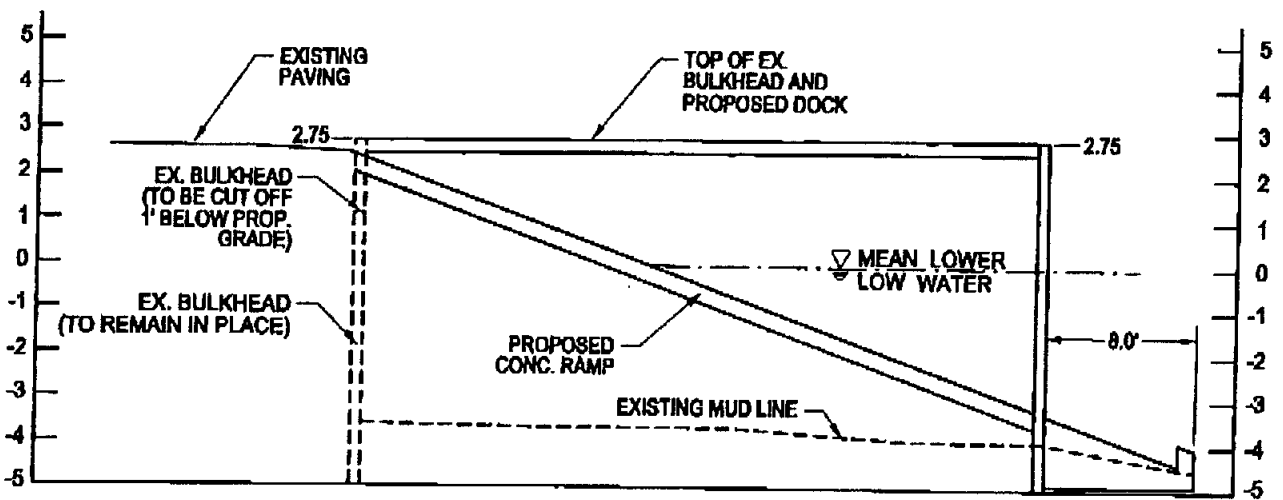 EXISTING
PAVING
TOP OF EX.
BULKHEAD AND
PROPOSED DOCK
2.75
2.75
EX. BULKHEAD
(TO BE CUT OFF
1' BELOW PROP.
GRADE)
MEAN LOWER
LOW WATER
EX. BULKHEAD
(TO REMAIN IN PLACE)
PROPOSED
CONC. RAMP
8.0'
EXISTING MUD LINE
5
4
3
2
1
0
-1
-2
-3
-4
-5
5
4
3
2
1
0
-1
-2
-3
-4
-5